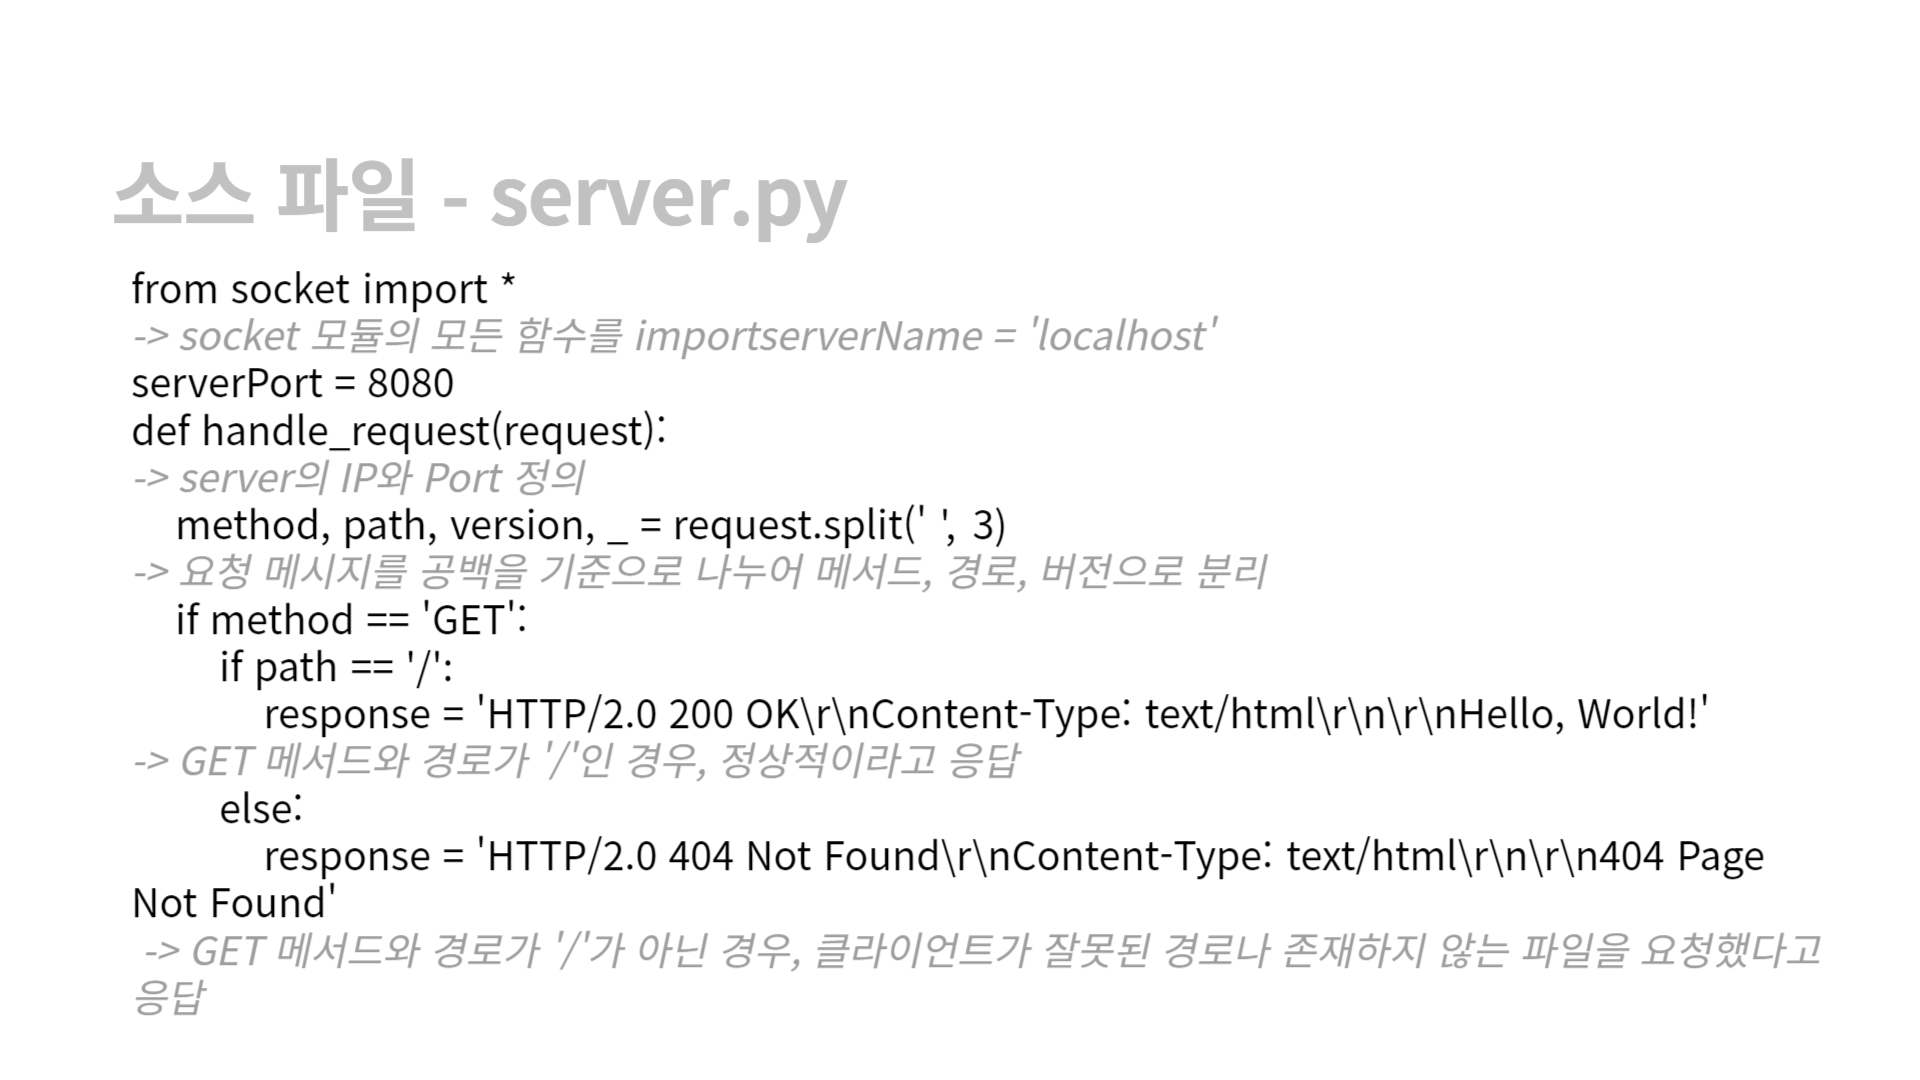 소스 파일 - server.py
from socket import *
-> socket 모듈의 모든 함수를 importserverName = 'localhost'
serverPort = 8080
def handle_request(request):
-> server의 IP와 Port 정의
    method, path, version, _ = request.split(' ', 3)
-> 요청 메시지를 공백을 기준으로 나누어 메서드, 경로, 버전으로 분리
    if method == 'GET':
        if path == '/':
            response = 'HTTP/2.0 200 OK\r\nContent-Type: text/html\r\n\r\nHello, World!'
-> GET 메서드와 경로가 '/'인 경우, 정상적이라고 응답
        else:
            response = 'HTTP/2.0 404 Not Found\r\nContent-Type: text/html\r\n\r\n404 Page
Not Found'
 -> GET 메서드와 경로가 '/'가 아닌 경우, 클라이언트가 잘못된 경로나 존재하지 않는 파일을 요청했다고
응답